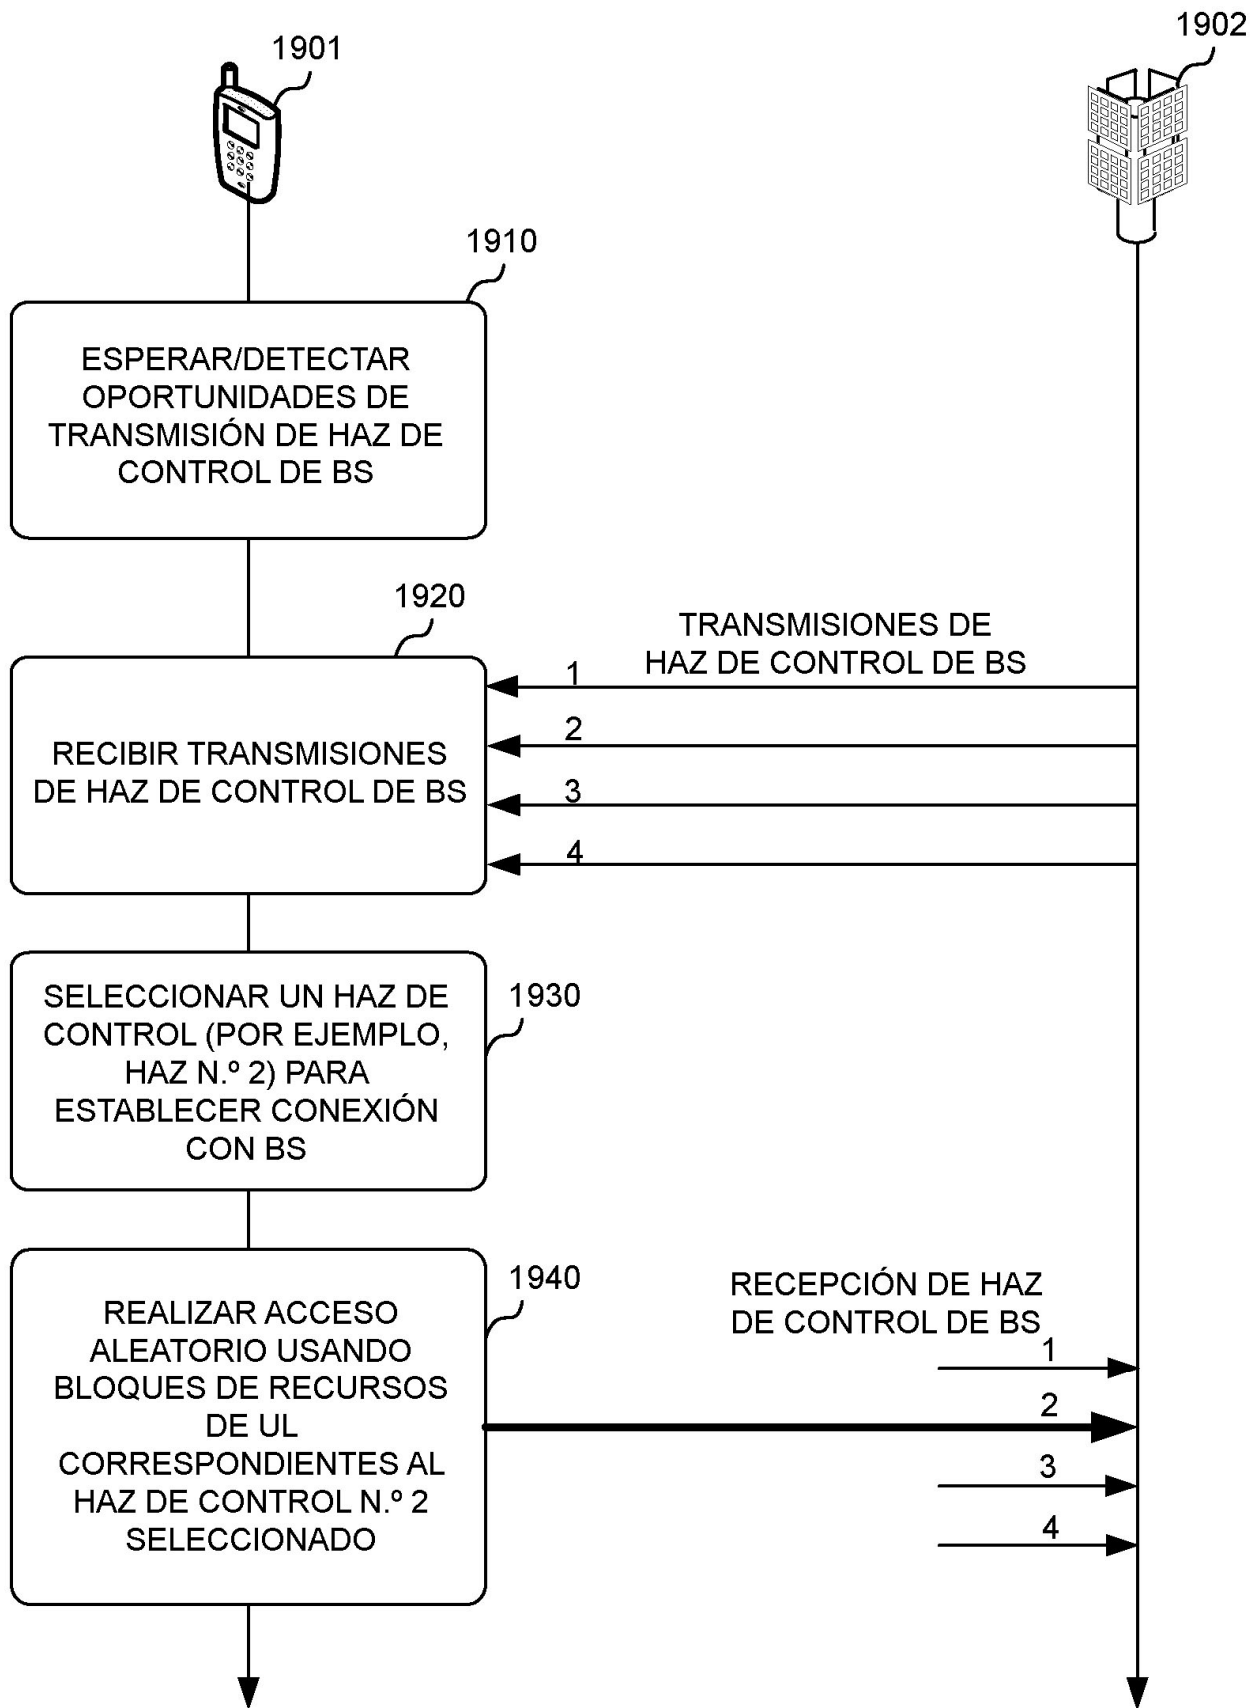 1901
1902
1910
ESPERAR/DETECTAR
OPORTUNIDADES DE
TRANSMISIÓN DE HAZ DE
CONTROL DE BS
1920
TRANSMISIONES DE
HAZ DE CONTROL DE BS
1
2
3
4
RECIBIR TRANSMISIONES
DE HAZ DE CONTROL DE BS
1930
SELECCIONAR UN HAZ DE
CONTROL (POR EJEMPLO,
HAZ N.º 2) PARA
ESTABLECER CONEXIÓN
CON BS
1940
REALIZAR ACCESO
ALEATORIO USANDO
BLOQUES DE RECURSOS
DE UL
CORRESPONDIENTES AL
HAZ DE CONTROL N.º 2
SELECCIONADO
RECEPCIÓN DE HAZ
DE CONTROL DE BS
1
2
3
4